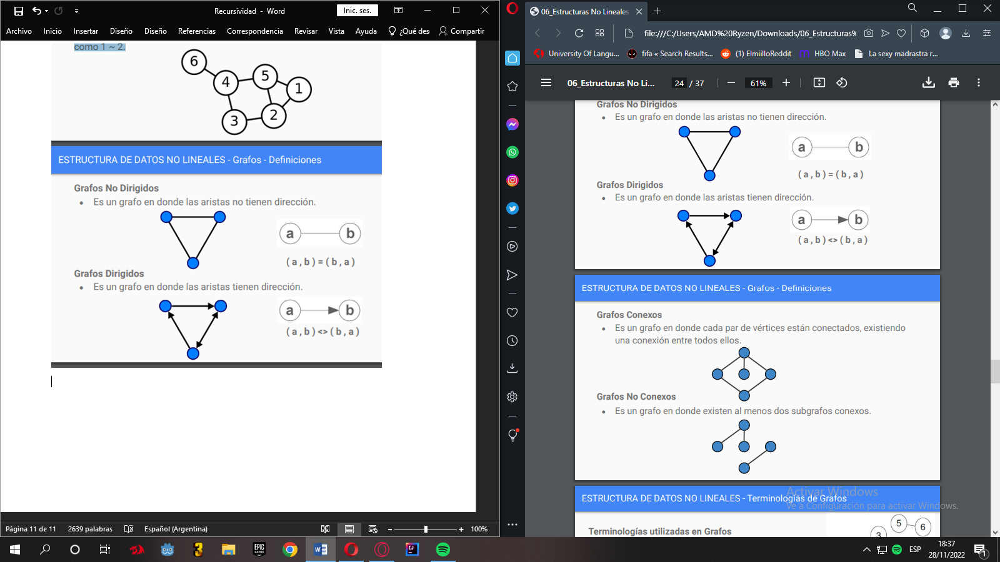 Recursividad - Word
Inic. ses.
Archivo Inicio Insertar Diseño Diseño Referencias Correspondencia Revisar Vista Ayuda ¿Qué des Compartir
como 1 ~ 2.
6
4
5
1
3
2
ESTRUCTURA DE DATOS NO LINEALES - Grafos - Definiciones
Grafos No Dirigidos
• Es un grafo en donde las aristas no tienen dirección.
a b
( a , b ) = ( b , a )
Grafos Dirigidos
• Es un grafo en donde las aristas tienen dirección.
a b
( a , b ) <> ( b , a )
Página 11 de 11 2639 palabras Español (Argentina) 100%
06_Estructuras No Lineales
file:///C:/Users/AMD%20Ryzen/Downloads/06_Estructuras%
University Of Langu... fifa « Search Results... (1) ElmilloReddit HBO Max La sexy madrastra r...
06_Estructuras No Li... 24 / 37 61%
Grafos No Dirigidos
• Es un grafo en donde las aristas no tienen dirección.
a b
( a , b ) = ( b , a )
Grafos Dirigidos
• Es un grafo en donde las aristas tienen dirección.
a b
( a , b ) <> ( b , a )
ESTRUCTURA DE DATOS NO LINEALES - Grafos - Definiciones
Grafos Conexos
• Es un grafo en donde cada par de vértices están conectados, existiendo
una conexión entre todos ellos.
Grafos No Conexos
• Es un grafo en donde existen al menos dos subgrafos conexos.
ESTRUCTURA DE DATOS NO LINEALES - Terminologías de Grafos
Activar Windows
Ve a Configuración para activar Windows.
Terminologías utilizadas en Grafos
5
6
3
EPIC
GAMES
IJ
ESP
18:37
28/11/2022
1